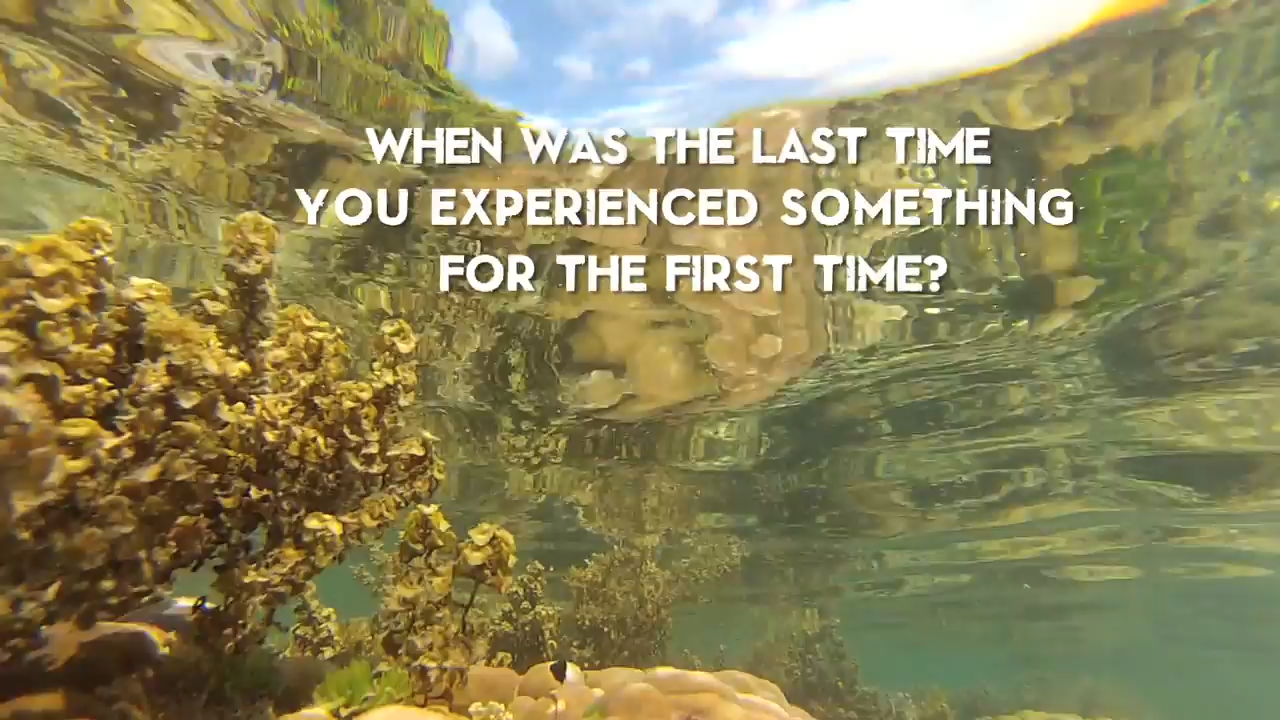 WHEN WAS THE LAST TIME
YOU EXPERIENCED SOMETHING
FOR THE FIRST TIME?